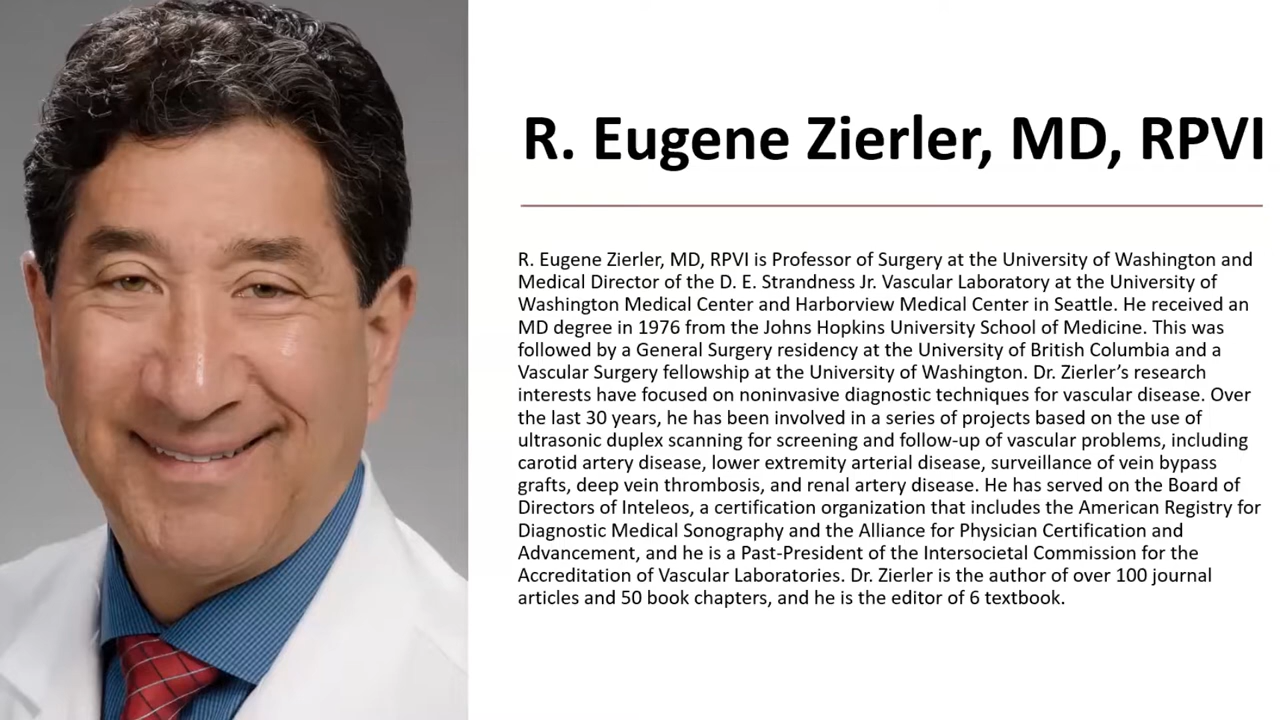 R. Eugene Zierler, MD, RPVI
R. Eugene Zierler, MD, RPVI is Professor of Surgery at the University of Washington and
Medical Director of the D. E. Strandness Jr. Vascular Laboratory at the University of
Washington Medical Center and Harborview Medical Center in Seattle. He received an
MD degree in 1976 from the Johns Hopkins University School of Medicine. This was
followed by a General Surgery residency at the University of British Columbia and a
Vascular Surgery fellowship at the University of Washington. Dr. Zierler’s research
interests have focused on noninvasive diagnostic techniques for vascular disease. Over
the last 30 years, he has been involved in a series of projects based on the use of
ultrasonic duplex scanning for screening and follow-up of vascular problems, including
carotid artery disease, lower extremity arterial disease, surveillance of vein bypass
grafts, deep vein thrombosis, and renal artery disease. He has served on the Board of
Directors of Inteleos, a certification organization that includes the American Registry for
Diagnostic Medical Sonography and the Alliance for Physician Certification and
Advancement, and he is a Past-President of the Intersocietal Commission for the
Accreditation of Vascular Laboratories. Dr. Zierler is the author of over 100 journal
articles and 50 book chapters, and he is the editor of 6 textbook.